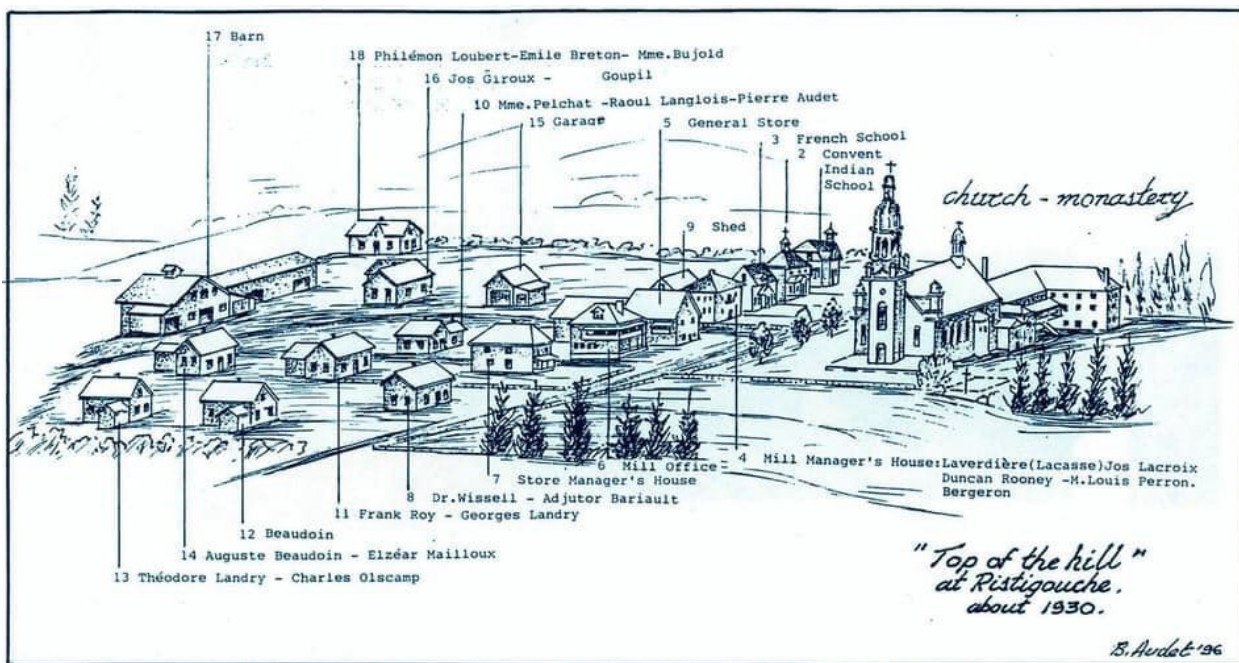 17 Barn
18 Philémon Loubert-Emile Breton- Mme.Bujold
16 Jos Giroux - Goupil
10 Mme.Pelchat -Raoul Langlois-Pierre Audet
15 Garage
5 General Store
3 French School
2 Convent
Indian
School
church - monastery
9 Shed
6 Mill Office
4 Mill Manager's House:Laverdière(Lacasse)Jos Lacroix
Duncan Rooney -M.Louis Perron.
Bergeron
7 Store Manager's House
8 Dr.Wissell - Adjutor Bariault
11 Frank Roy - Georges Landry
12 Beaudoin
14 Auguste Beaudoin - Elzéar Mailloux
13 Théodore Landry - Charles Olscamp
"Top of the hill"
at Ristigouche.
about 1930.
B. Audet '96